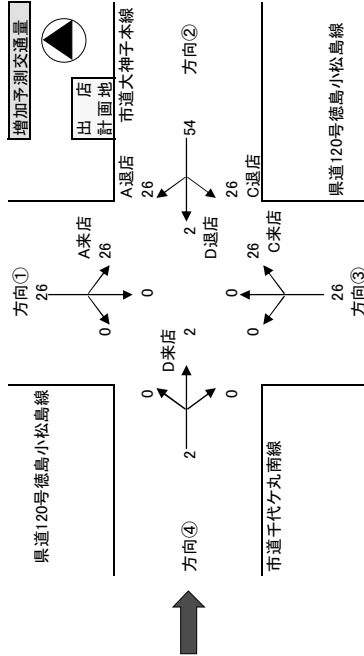 増加予測交通量
出店
計画地
市道大神子本線
方向②
県道120号徳島小松島線
A退店
26
54
2
D退店
26
C退店
方向①
26
A来店
26
0
0
D来店
2
0
0
2
0
0
26
C来店
26
方向③
県道120号徳島小松島線
方向④
市道千代ケ丸南線